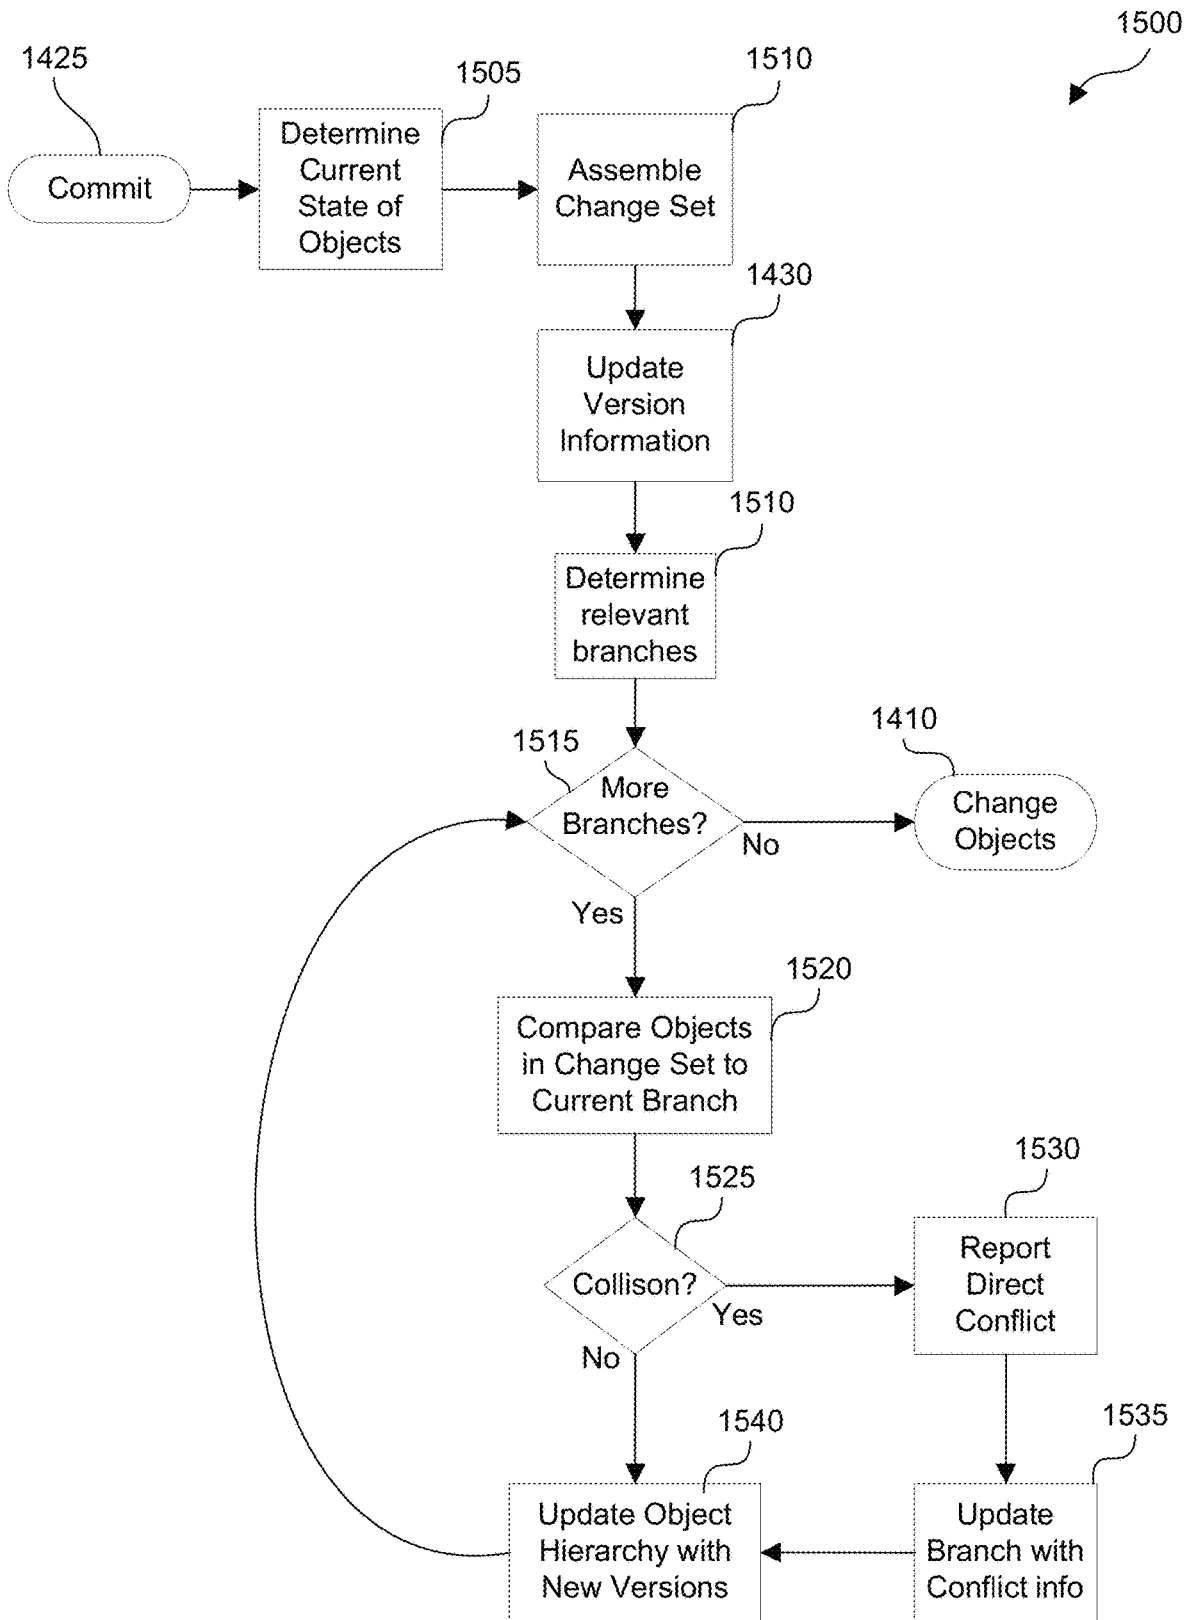 1500
1425
1505
1510
Commit
Determine
Current
State of
Objects
Assemble
Change Set
1430
Update
Version
Information
1510
Determine
relevant
branches
1515
1410
More
Branches?
No
Change
Objects
Yes
1520
Compare Objects
in Change Set to
Current Branch
1525
1530
Collison?
Yes
No
Report
Direct
Conflict
1540
1535
Update Object
Hierarchy with
New Versions
Update
Branch with
Conflict info